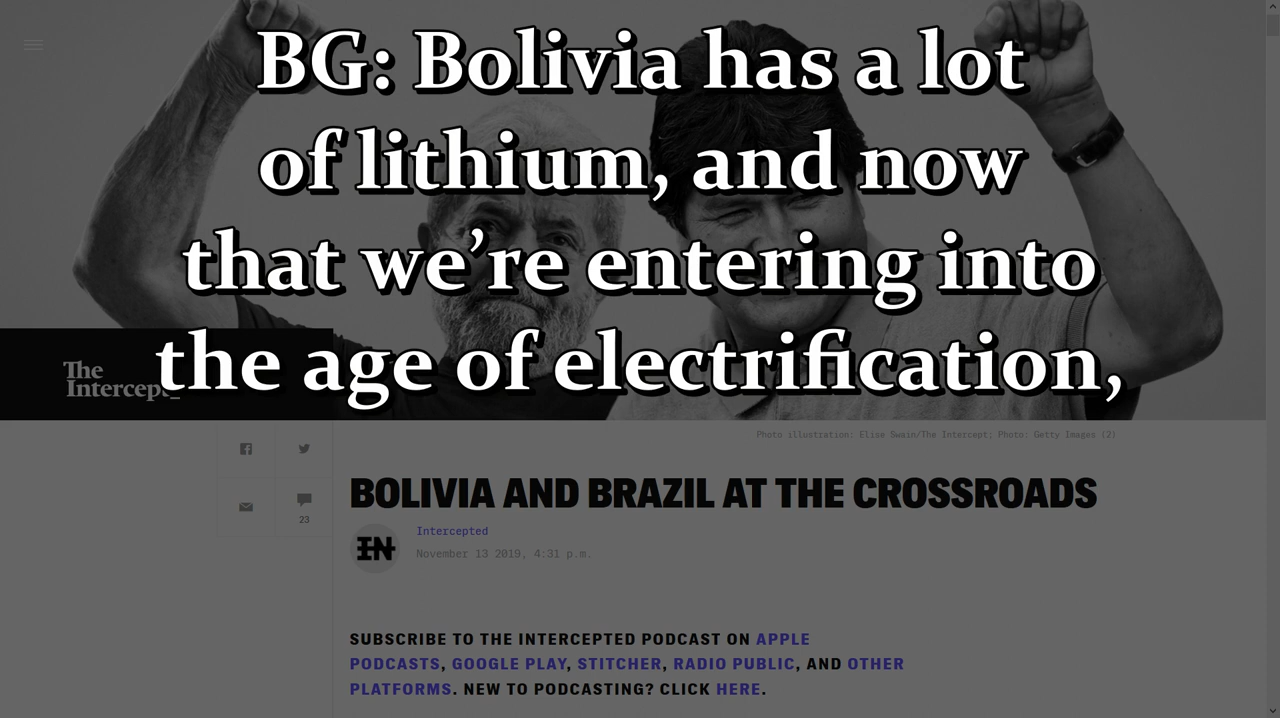 BG: Bolivia has a lot
of lithium, and now
that we're entering into
the age of electrification,
The
Intercept_
Photo illustration: Elise Swain/The Intercept; Photo: Getty Images (2)
23
BOLIVIA AND BRAZIL AT THE CROSSROADS
IN
Intercepted
November 13 2019, 4:31 p.m.
SUBSCRIBE TO THE INTERCEPTED PODCAST ON APPLE
PODCASTS, GOOGLE PLAY, STITCHER, RADIO PUBLIC, AND OTHER
PLATFORMS. NEW TO PODCASTING? CLICK HERE.